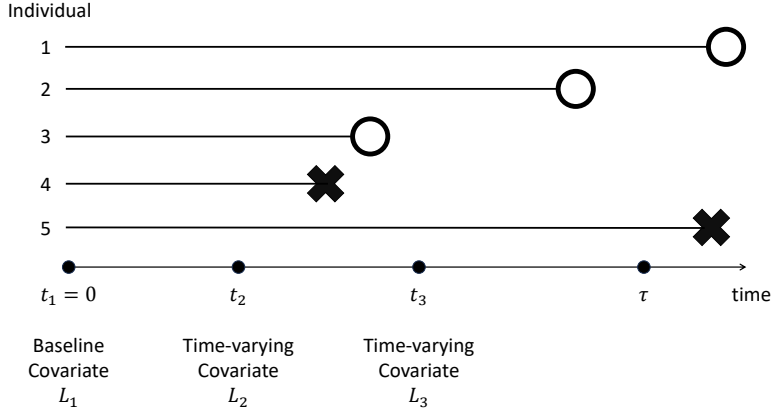 Individual
1
2
3
4
5
t₁ = 0 t₂ t₃ τ time
Baseline Time-varying Time-varying
Covariate Covariate Covariate
L₁ L₂ L₃